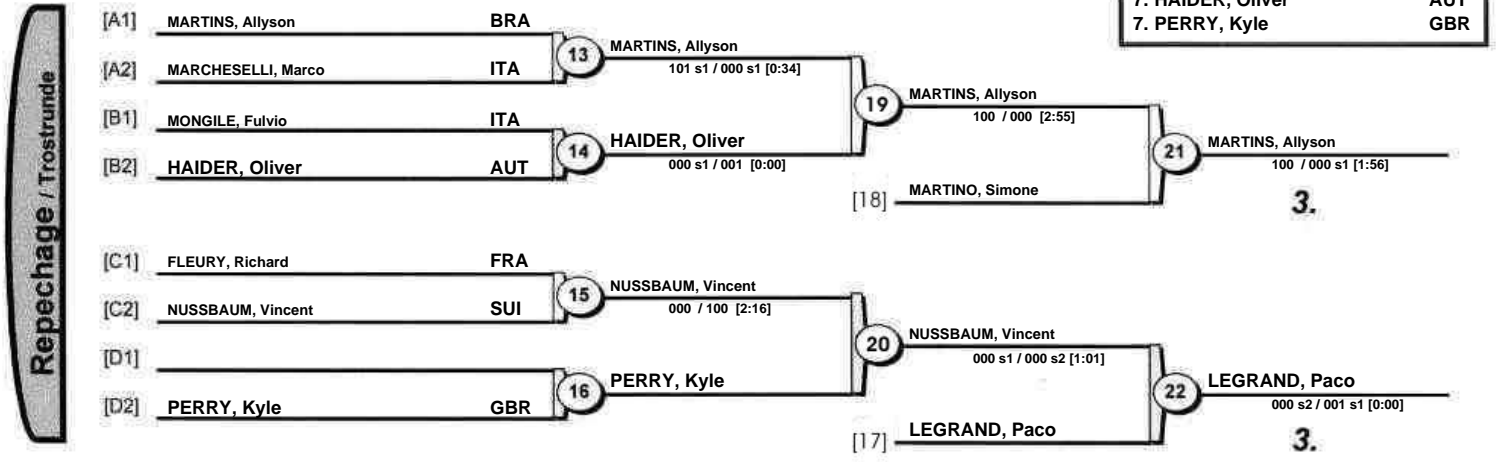 7. HAIDER, Oliver AUT
7. PERRY, Kyle GBR
Repechage / Trostrunde
[A1] MARTINS, Allyson BRA
13 MARTINS, Allyson
[A2] MARCHESELLI, Marco ITA
101 s1 / 000 s1 [0:34]
19 MARTINS, Allyson
100 / 000 [2:55]
[B1] MONGILE, Fulvio ITA
14 HAIDER, Oliver
000 s1 / 001 [0:00]
[B2] HAIDER, Oliver AUT
21 MARTINS, Allyson
100 / 000 s1 [1:56]
[18] MARTINO, Simone
3.
[C1] FLEURY, Richard FRA
15 NUSSBAUM, Vincent
000 / 100 [2:16]
[C2] NUSSBAUM, Vincent SUI
20 NUSSBAUM, Vincent
000 s1 / 000 s2 [1:01]
[D1]
16 PERRY, Kyle
[D2] PERRY, Kyle GBR
22 LEGRAND, Paco
000 s2 / 001 s1 [0:00]
[17] LEGRAND, Paco
3.